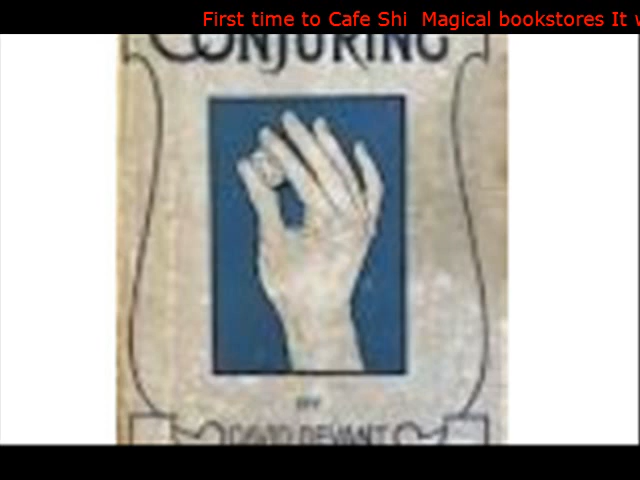 First time to Cafe Shi  Magical bookstores It w
CONJURING
BY
DAVID DEVANT